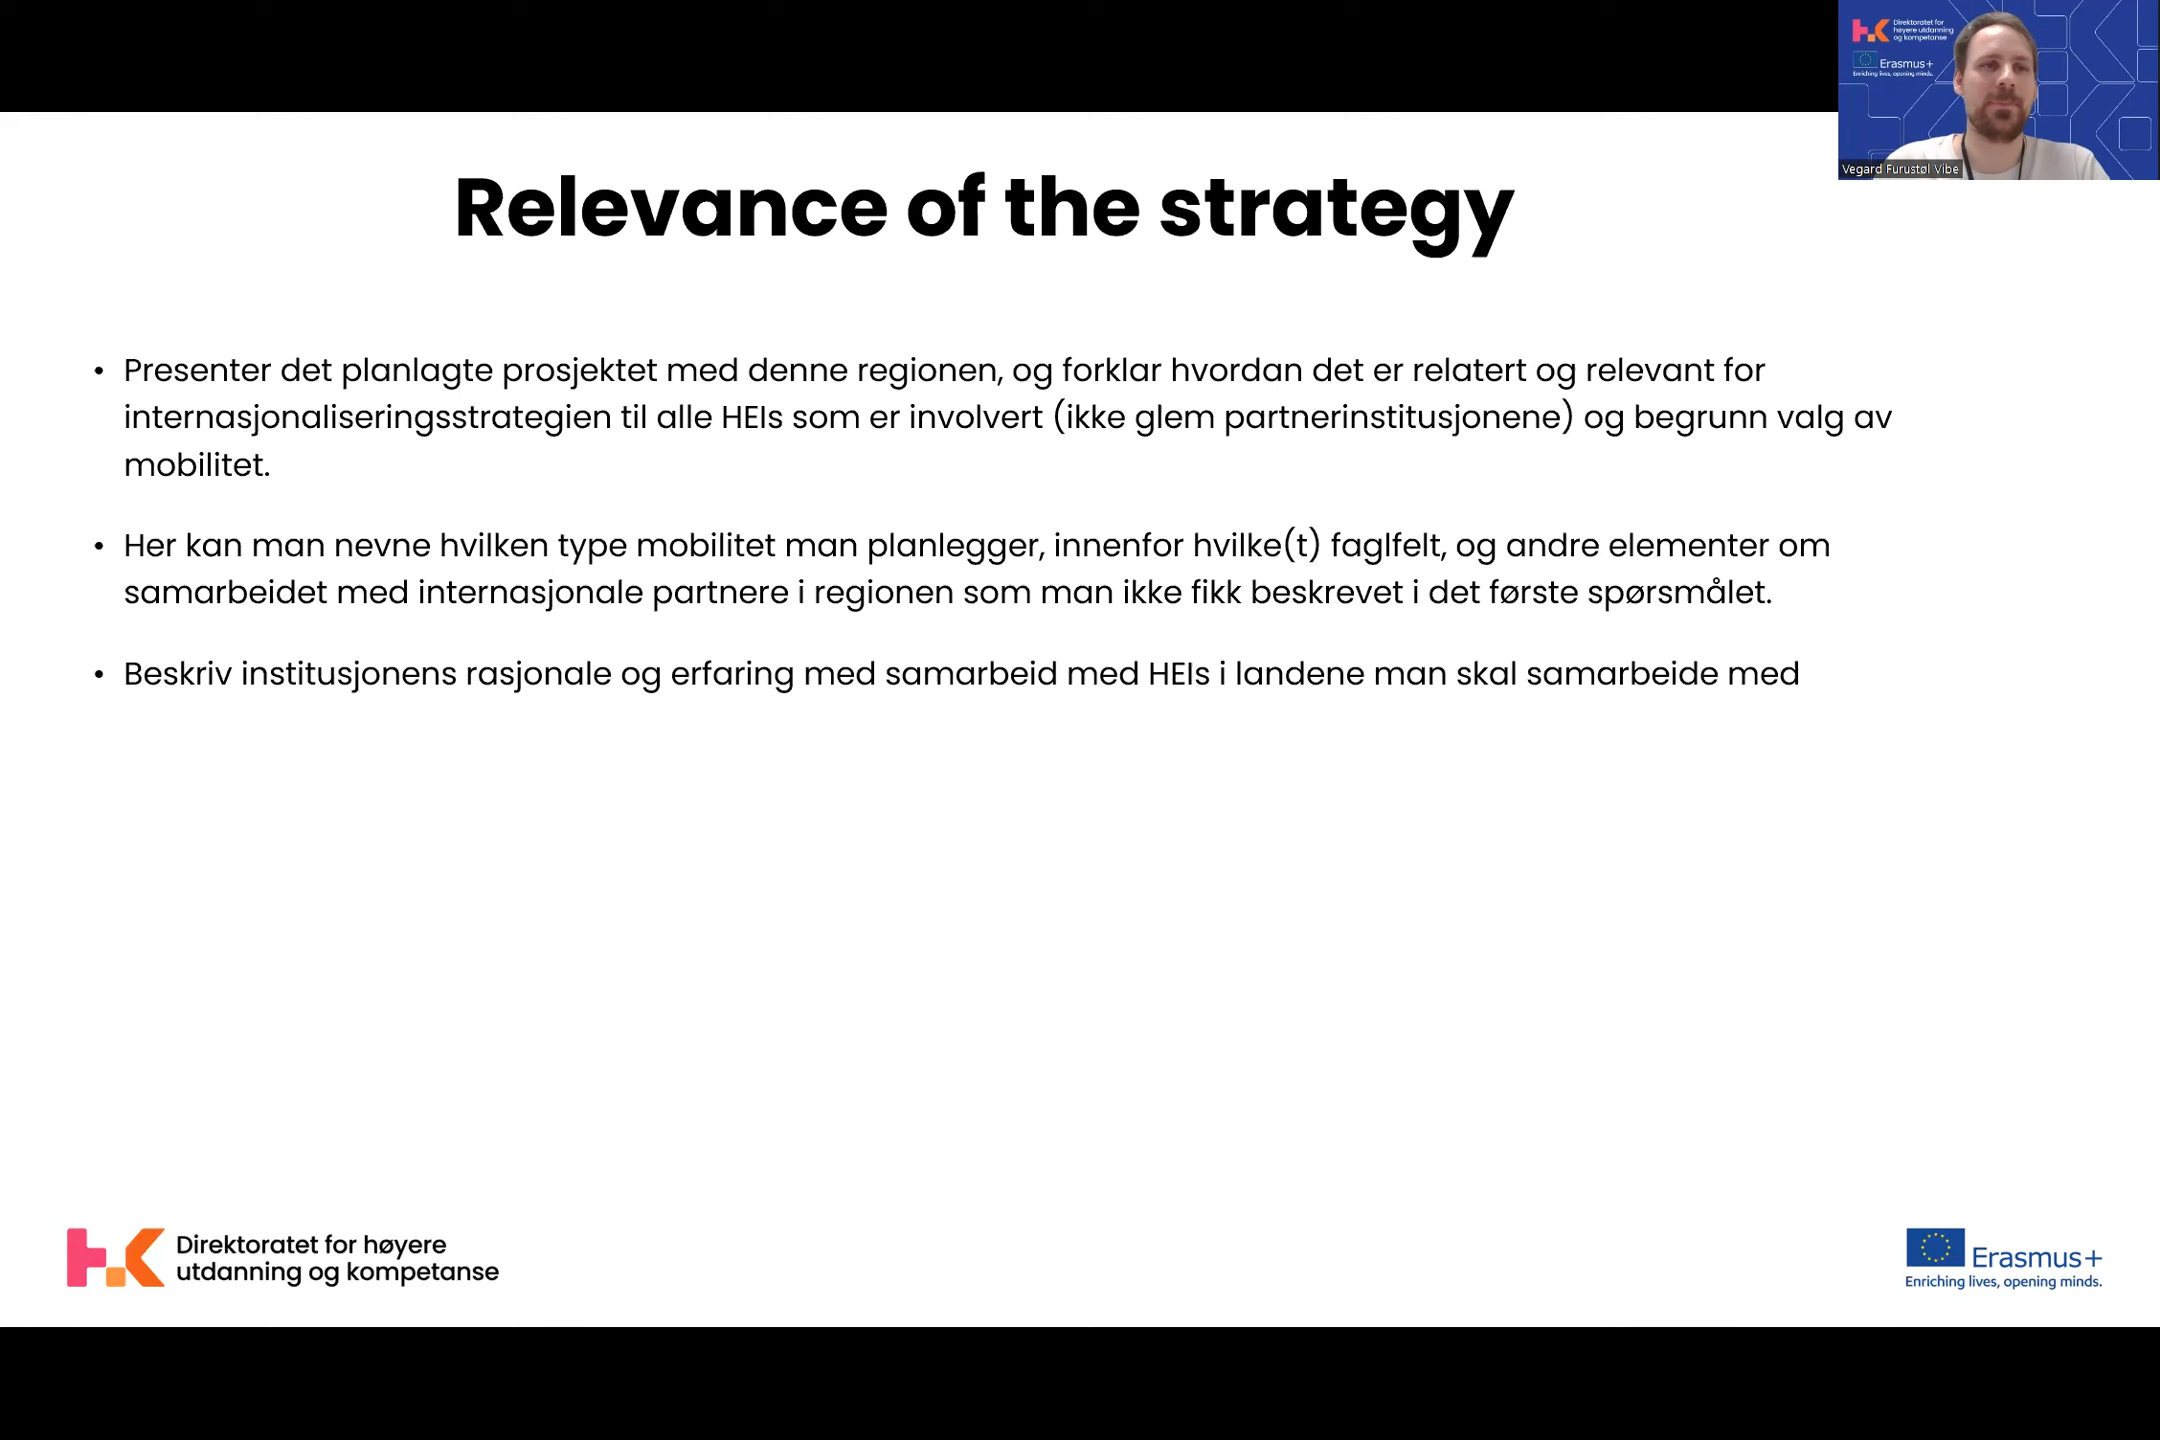 Direktoratet for
høyere utdanning
og kompetanse
Erasmus+
Enriching lives, opening minds.
Vegard Furustøl Vibe
Relevance of the strategy
• Presenter det planlagte prosjektet med denne regionen, og forklar hvordan det er relatert og relevant for
internasjonaliseringsstrategien til alle HEIs som er involvert (ikke glem partnerinstitusjonene) og begrunn valg av
mobilitet.
• Her kan man nevne hvilken type mobilitet man planlegger, innenfor hvilke(t) faglfelt, og andre elementer om
samarbeidet med internasjonale partnere i regionen som man ikke fikk beskrevet i det første spørsmålet.
• Beskriv institusjonens rasjonale og erfaring med samarbeid med HEIs i landene man skal samarbeide med
Direktoratet for høyere
utdanning og kompetanse
Erasmus+
Enriching lives, opening minds.